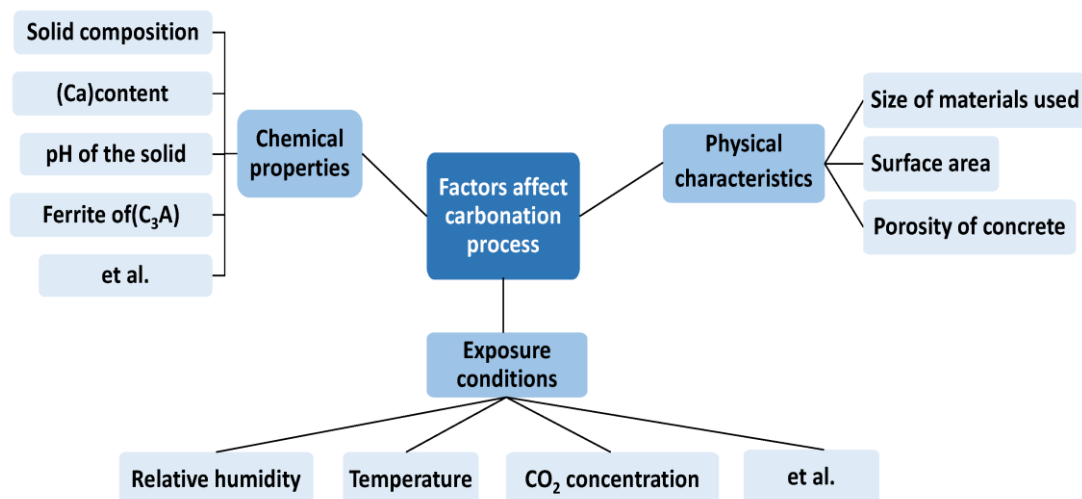 Solid composition
(Ca)content
pH of the solid
Ferrite of(C₃A)
et al.
Chemical
properties
Factors affect
carbonation
process
Physical
characteristics
Size of materials used
Surface area
Porosity of concrete
Exposure
conditions
Relative humidity
Temperature
CO₂ concentration
et al.